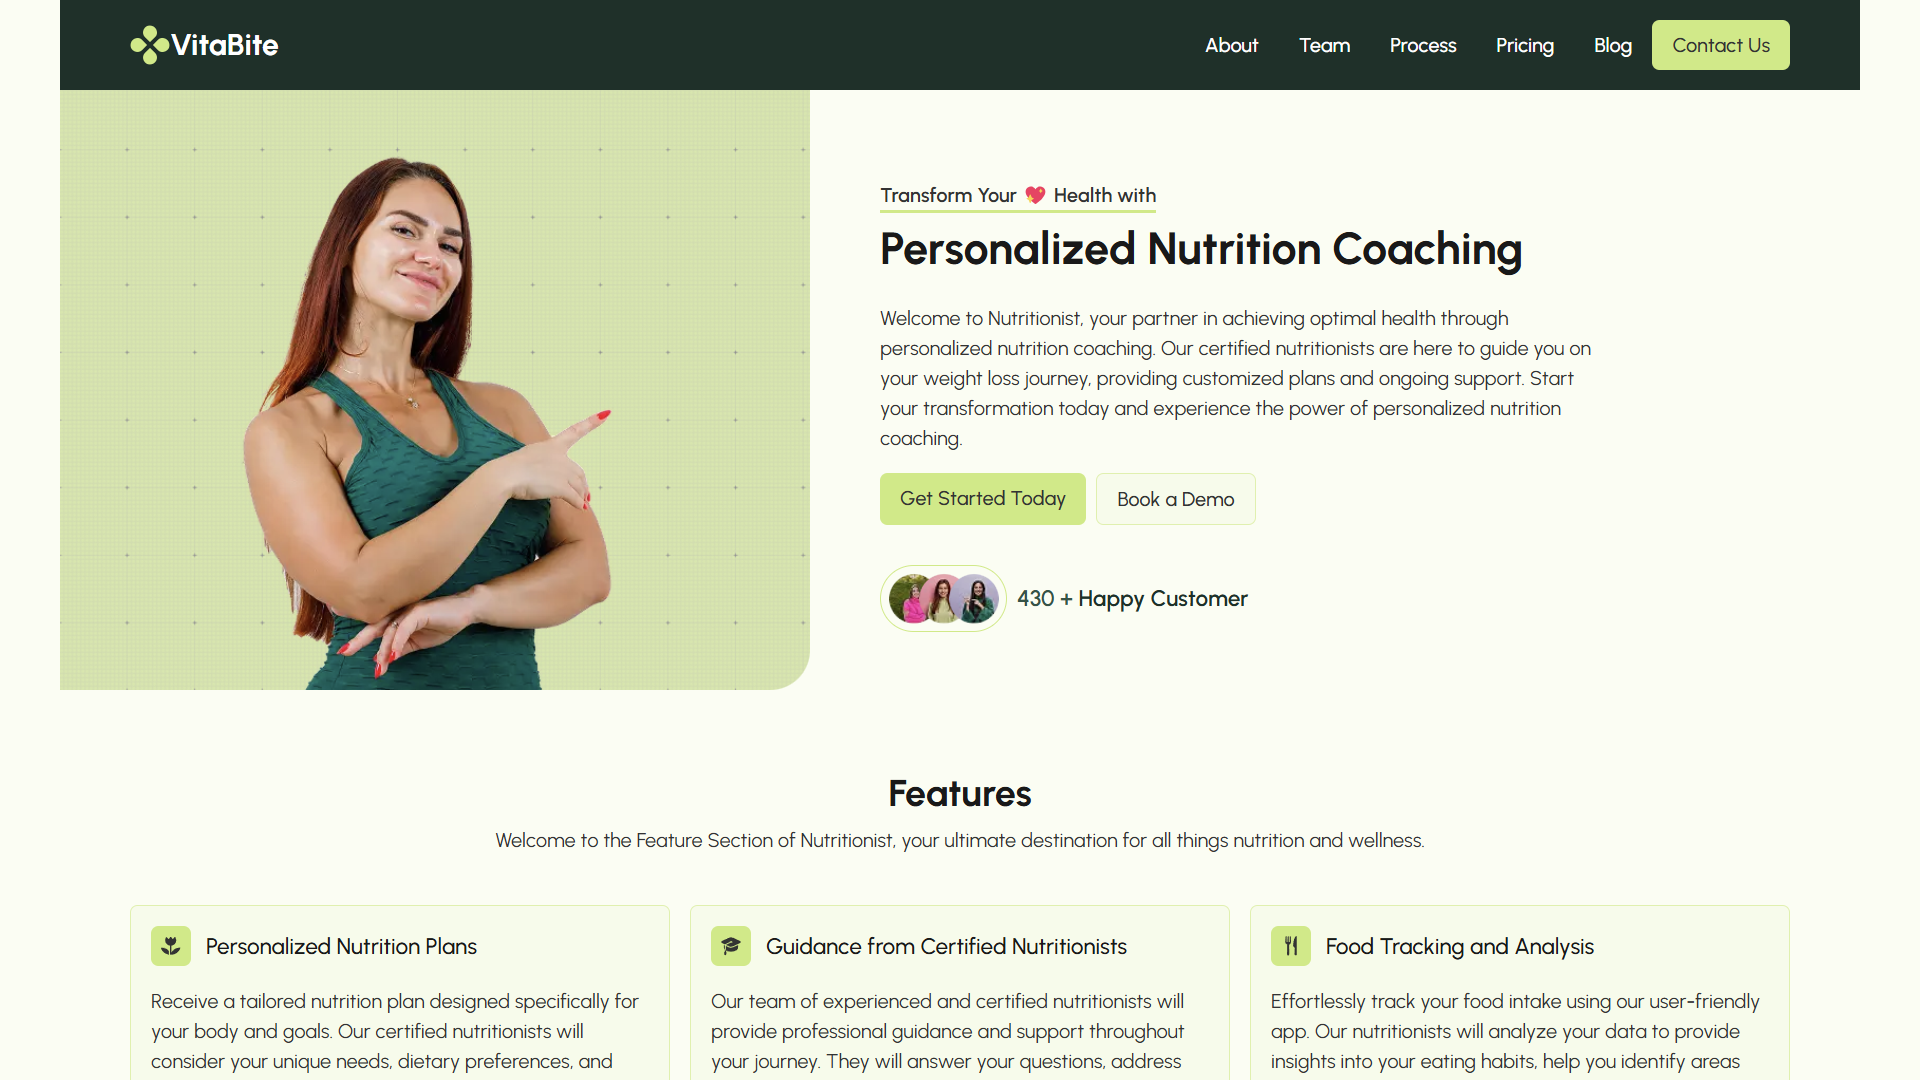 VitaBite
About
Team
Process
Pricing
Blog
Contact Us
Transform Your 💖 Health with
Personalized Nutrition Coaching
Welcome to Nutritionist, your partner in achieving optimal health through
personalized nutrition coaching. Our certified nutritionists are here to guide you on
your weight loss journey, providing customized plans and ongoing support. Start
your transformation today and experience the power of personalized nutrition
coaching.
Get Started Today
Book a Demo
430 + Happy Customer
Features
Welcome to the Feature Section of Nutritionist, your ultimate destination for all things nutrition and wellness.
Personalized Nutrition Plans
Receive a tailored nutrition plan designed specifically for
your body and goals. Our certified nutritionists will
consider your unique needs, dietary preferences, and
Guidance from Certified Nutritionists
Our team of experienced and certified nutritionists will
provide professional guidance and support throughout
your journey. They will answer your questions, address
Food Tracking and Analysis
Effortlessly track your food intake using our user-friendly
app. Our nutritionists will analyze your data to provide
insights into your eating habits, help you identify areas